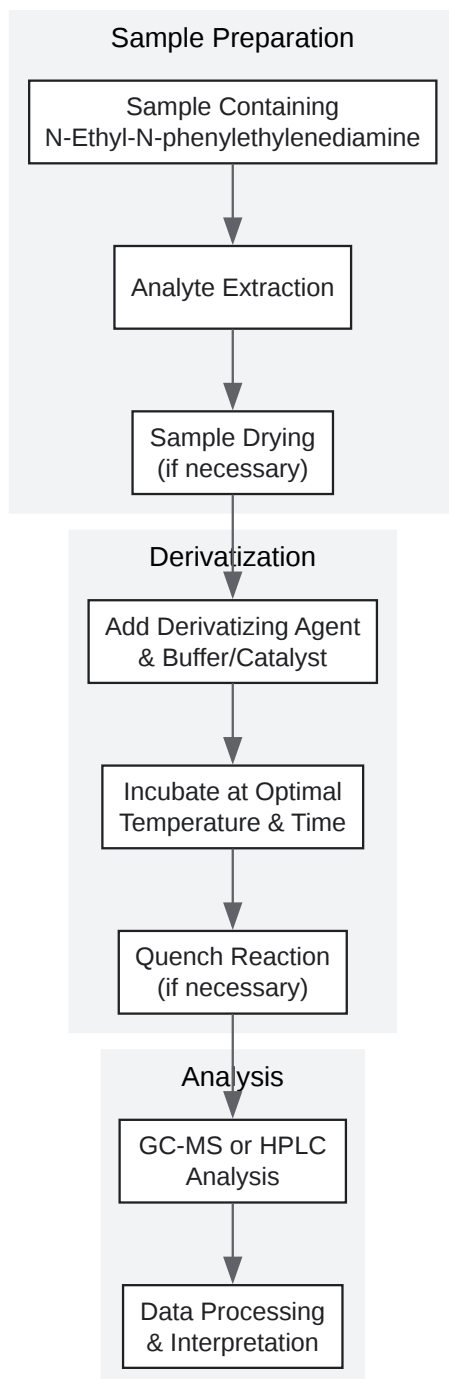 Sample Preparation
Sample Containing
N-Ethyl-N-phenylethylenediamine
Analyte Extraction
Sample Drying
(if necessary)
Derivatization
Add Derivatizing Agent
& Buffer/Catalyst
Incubate at Optimal
Temperature & Time
Quench Reaction
(if necessary)
Analysis
GC-MS or HPLC
Analysis
Data Processing
& Interpretation